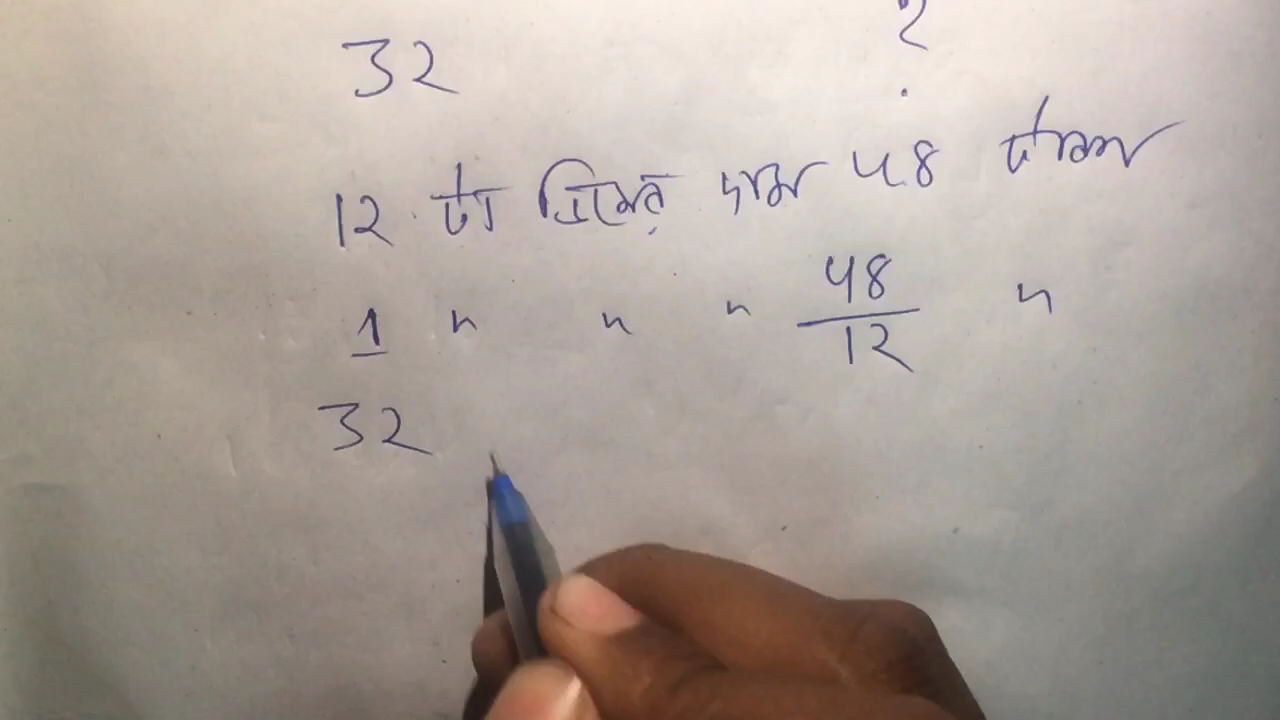 32 ?
12 টা ডিমের দাম 48 টাকা
1 " " " 48/12 "
32